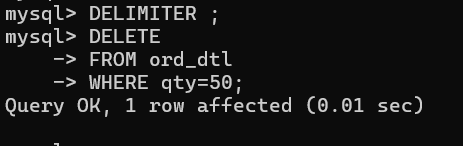 mysql> DELIMITER ;
mysql> DELETE
    -> FROM ord_dtl
    -> WHERE qty=50;
Query OK, 1 row affected (0.01 sec)